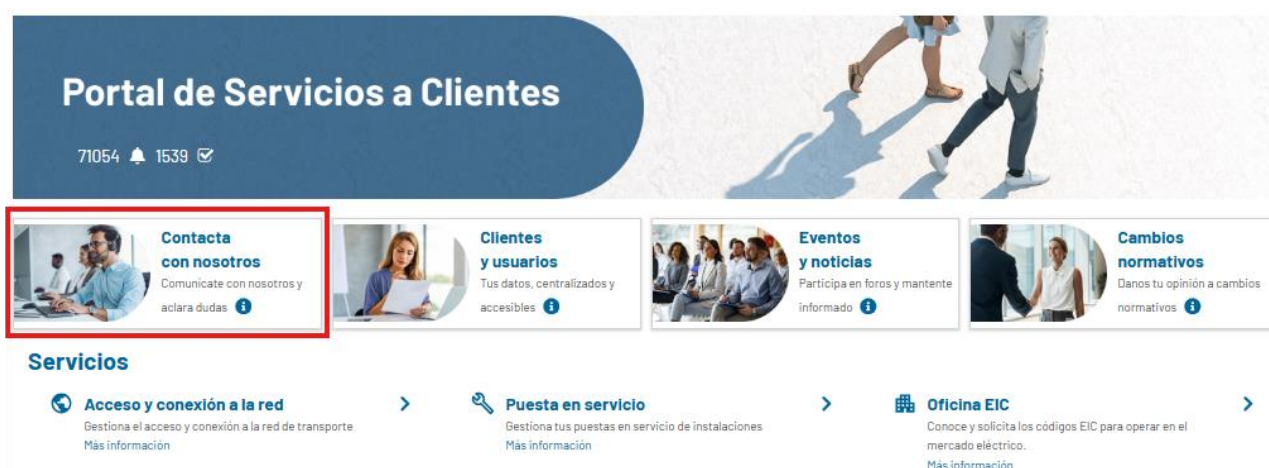 Portal de Servicios a Clientes
71054 1539
Contacta
con nosotros
Comunicate con nosotros y
aclara dudas
Clientes
y usuarios
Tus datos, centralizados y
accesibles
Eventos
y noticias
Participa en foros y mantente
informado
Cambios
normativos
Danos tu opinión a cambios
normativos
Servicios
Acceso y conexión a la red
Gestiona el acceso y conexión a la red de transporte
Más información
Puesta en servicio
Gestiona tus puestas en servicio de instalaciones
Más información
Oficina EIC
Conoce y solicita los códigos EIC para operar en el
mercado eléctrico.
Más información